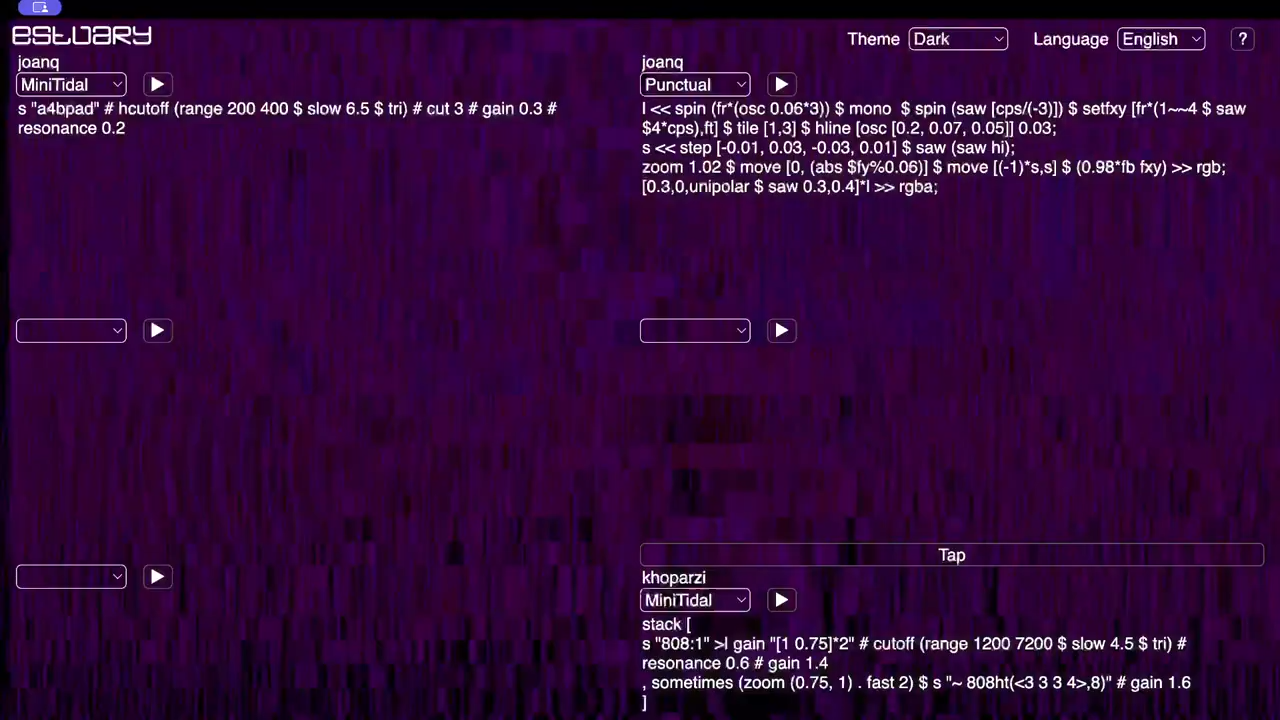 estuary
Theme Dark Language English ?
joanq
MiniTidal
s "a4bpad" # hcutoff (range 200 400 $ slow 6.5 $ tri) # cut 3 # gain 0.3 #
resonance 0.2
joanq
Punctual
l << spin (fr*(osc 0.06*3)) $ mono  $ spin (saw [cps/(-3)]) $ setfxy [fr*(1~~4 $ saw
$4*cps),ft] $ tile [1,3] $ hline [osc [0.2, 0.07, 0.05]] 0.03;
s << step [-0.01, 0.03, -0.03, 0.01] $ saw (saw hi);
zoom 1.02 $ move [0, (abs $fy%0.06)] $ move [(-1)*s,s] $ (0.98*fb fxy) >> rgb;
[0.3,0,unipolar $ saw 0.3,0.4]*l >> rgba;
Tap
khoparzi
MiniTidal
stack [
s "808:1" >| gain "[1 0.75]*2" # cutoff (range 1200 7200 $ slow 4.5 $ tri) #
resonance 0.6 # gain 1.4
, sometimes (zoom (0.75, 1) . fast 2) $ s "~ 808ht(<3 3 3 4>,8)" # gain 1.6
]